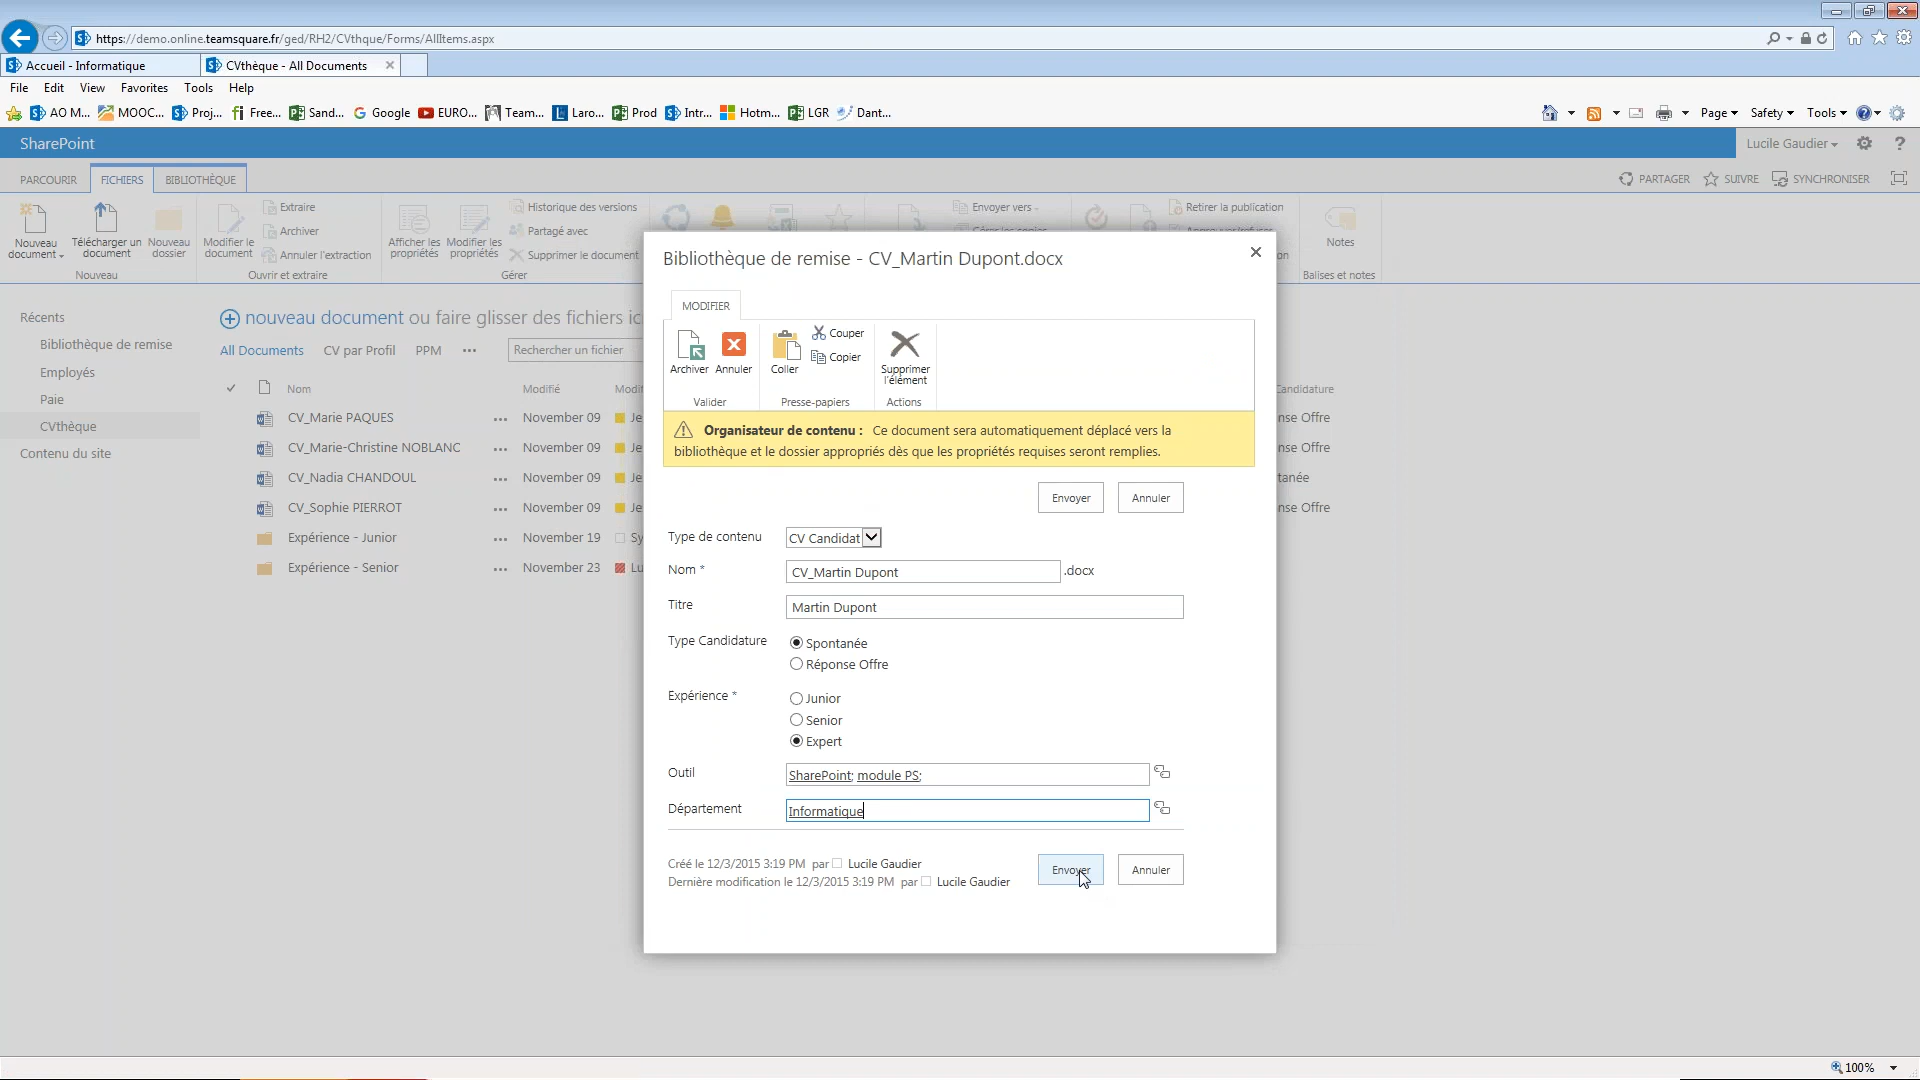 https://demo.online.teamsquare.fr/ged/RH2/CVthque/Forms/AllItems.aspx
Accueil - Informatique
CVthèque - All Documents
File Edit View Favorites Tools Help
AO M... MOOC... Proj... Free... Sand... Google EURO... Team... Laro... Prod Intr... Hotm... LGR Dant...
Page Safety Tools
SharePoint
Lucile Gaudier
PARCOURIR FICHIERS BIBLIOTHÈQUE
PARTAGER SUIVRE SYNCHRONISER
Nouveau document
Télécharger un document
Nouveau dossier
Nouveau
Modifier le document
Extraire
Archiver
Annuler l'extraction
Ouvrir et extraire
Afficher les propriétés
Modifier les propriétés
Historique des versions
Partagé avec
Supprimer le document
Gérer
Envoyer vers
Retirer la publication
Notes
Balises et notes
Récents
Bibliothèque de remise
Employés
Paie
CVthèque
Contenu du site
nouveau document ou faire glisser des fichiers ic
All Documents CV par Profil PPM ...
Rechercher un fichier
Nom Modifié Modi Candidature
CV_Marie PAQUES ... November 09 Je nse Offre
CV_Marie-Christine NOBLANC ... November 09 Je nse Offre
CV_Nadia CHANDOUL ... November 09 Je tanée
CV_Sophie PIERROT ... November 09 Je nse Offre
Expérience - Junior ... November 19 Sy
Expérience - Senior ... November 23 Lu
Bibliothèque de remise - CV_Martin Dupont.docx
MODIFIER
Archiver
Annuler
Valider
Coller
Couper
Copier
Presse-papiers
Supprimer l'élément
Actions
Organisateur de contenu : Ce document sera automatiquement déplacé vers la
bibliothèque et le dossier appropriés dès que les propriétés requises seront remplies.
Envoyer Annuler
Type de contenu CV Candidat
Nom * CV_Martin Dupont .docx
Titre Martin Dupont
Type Candidature Spontanée
Réponse Offre
Expérience * Junior
Senior
Expert
Outil SharePoint; module PS;
Département Informatique
Créé le 12/3/2015 3:19 PM par Lucile Gaudier
Dernière modification le 12/3/2015 3:19 PM par Lucile Gaudier
Envoyer Annuler
100%